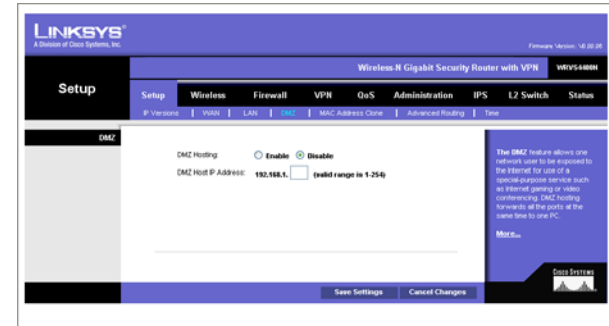 LINKSYS®
A Division of Cisco Systems, Inc.
Firmware Version: V0.00.06
Wireless-N Gigabit Security Router with VPN WRVS4400N
Setup
Setup Wireless Firewall VPN QoS Administration IPS L2 Switch Status
IP Versions | WAN | LAN | DMZ | MAC Address Clone | Advanced Routing | Time
DMZ
DMZ Hosting: Enable Disable
DMZ Host IP Address: 192.168.1. (valid range is 1-254)
The DMZ feature allows one
network user to be exposed to
the Internet for use of a
special-purpose service such
as Internet gaming or video
conferencing. DMZ hosting
forwards all the ports at the
same time to one PC.
More...
Save Settings Cancel Changes
CISCO SYSTEMS